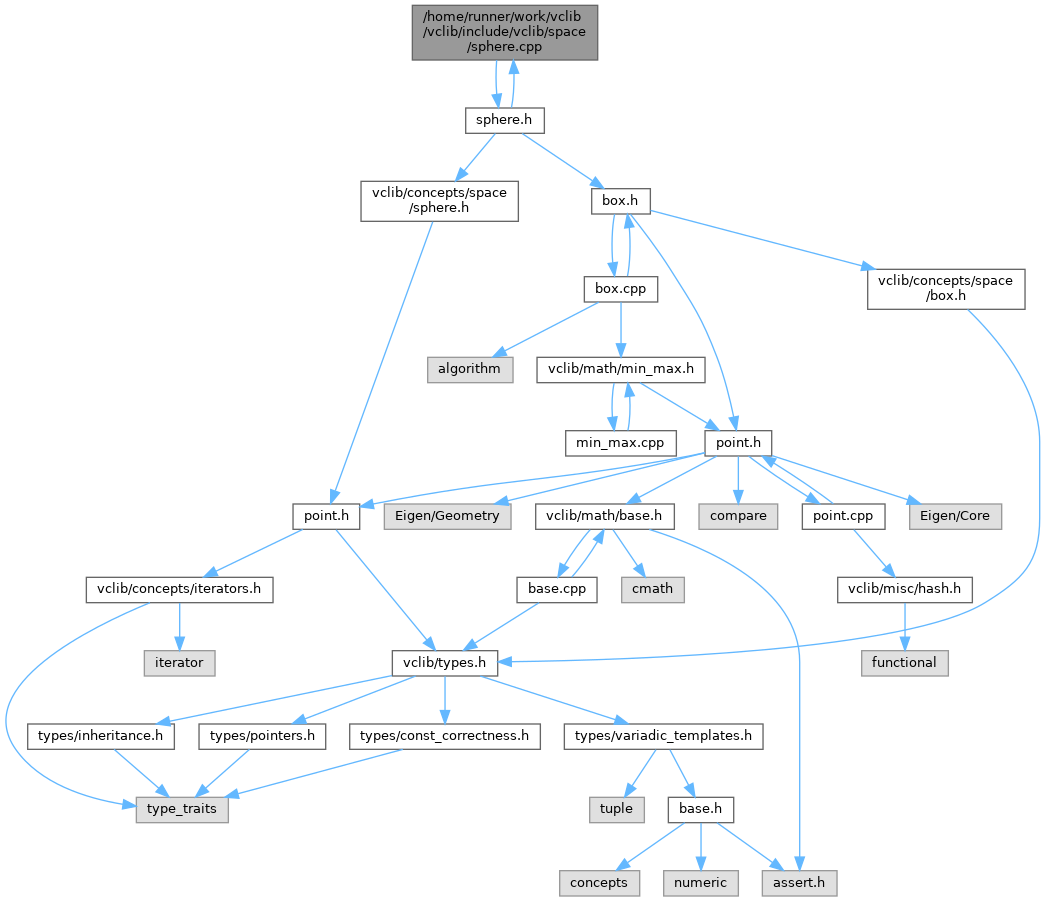 /home/runner/work/vclib
/vclib/include/vclib/space
/sphere.cpp
sphere.h
vclib/concepts/space
/sphere.h
box.h
box.cpp
vclib/concepts/space
/box.h
algorithm
vclib/math/min_max.h
min_max.cpp
point.h
point.h
Eigen/Geometry
vclib/math/base.h
compare
point.cpp
Eigen/Core
vclib/concepts/iterators.h
base.cpp
cmath
vclib/misc/hash.h
iterator
vclib/types.h
functional
types/inheritance.h
types/pointers.h
types/const_correctness.h
types/variadic_templates.h
type_traits
tuple
base.h
concepts
numeric
assert.h